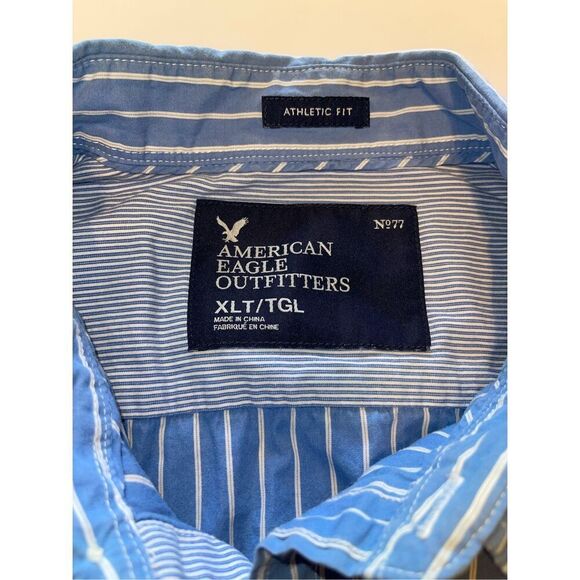 ATHLETIC FIT
Nº77
AMERICAN
EAGLE
OUTFITTERS
XLT/TGL
MADE IN CHINA
FABRIQUÉ EN CHINE